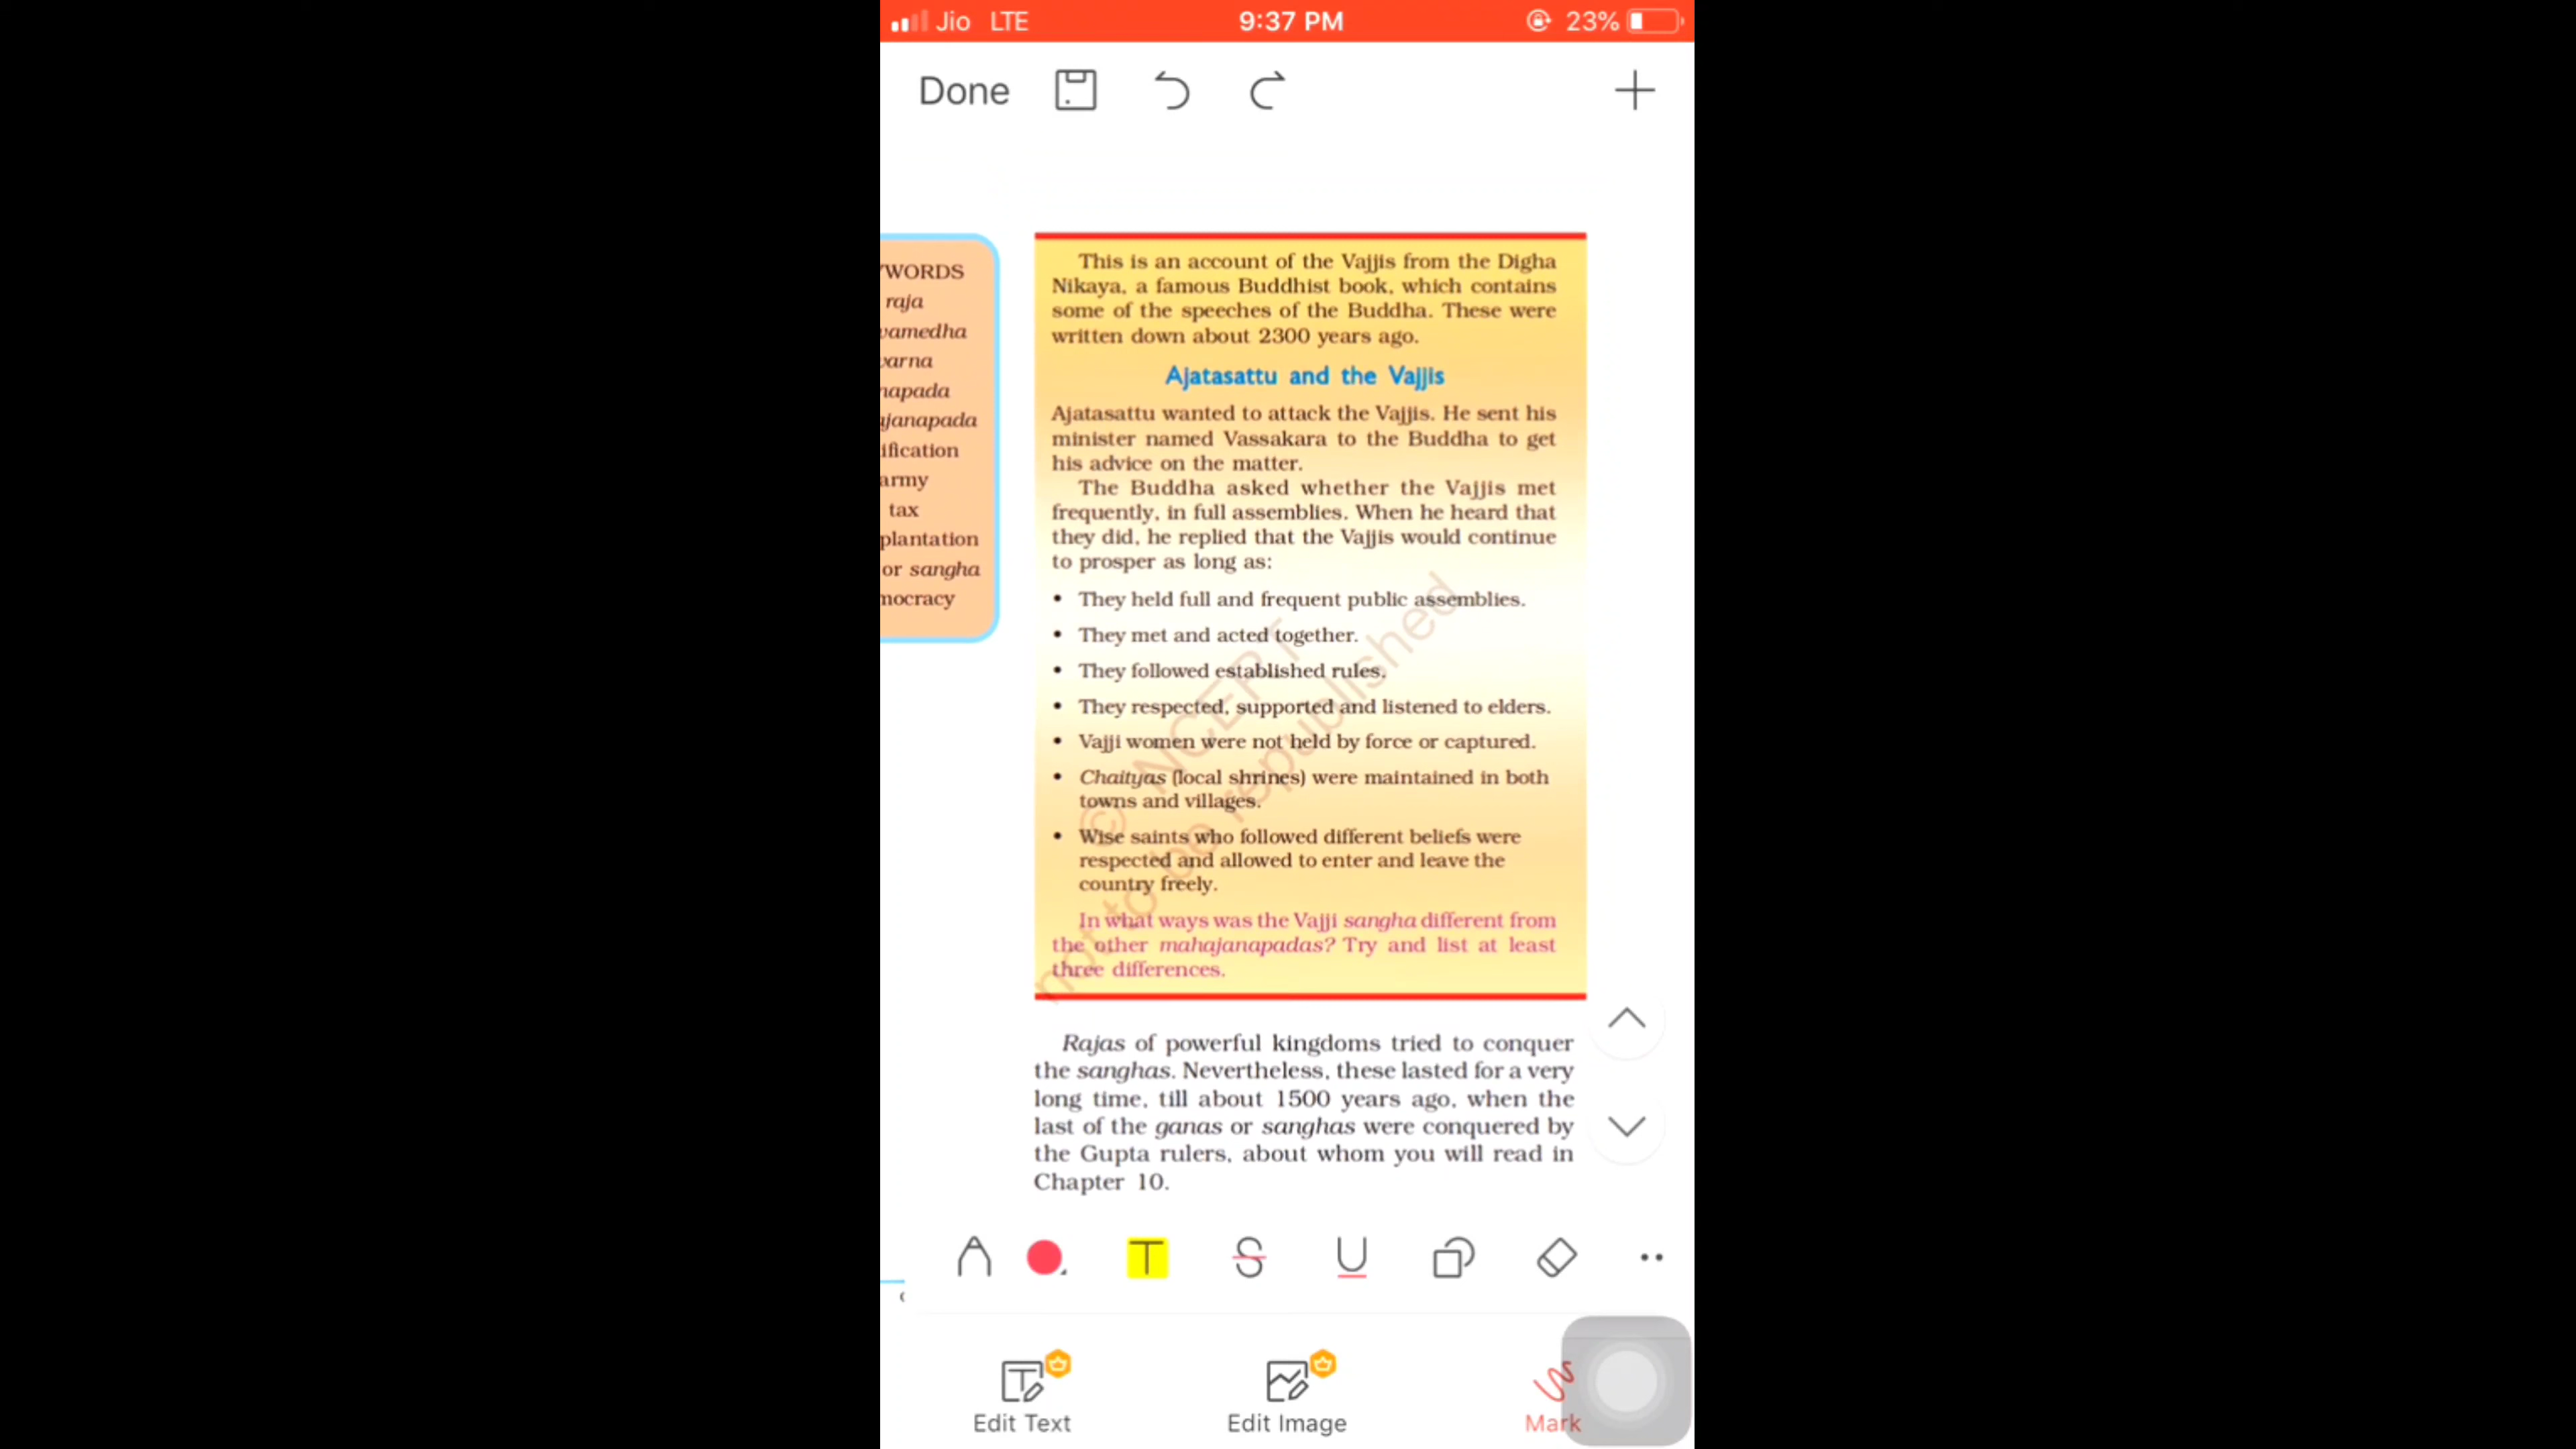 Jio LTE 9:37 PM 23%
Done
WORDS
raja
vamedha
varna
napada
ajanapada
ification
army
tax
plantation
or sangha
mocracy
This is an account of the Vajjis from the Digha
Nikaya, a famous Buddhist book, which contains
some of the speeches of the Buddha. These were
written down about 2300 years ago.
Ajatasattu and the Vajjis
Ajatasattu wanted to attack the Vajjis. He sent his
minister named Vassakara to the Buddha to get
his advice on the matter.
The Buddha asked whether the Vajjis met
frequently, in full assemblies. When he heard that
they did, he replied that the Vajjis would continue
to prosper as long as:
• They held full and frequent public assemblies.
• They met and acted together.
• They followed established rules.
• They respected, supported and listened to elders.
• Vajji women were not held by force or captured.
• Chaityas (local shrines) were maintained in both
towns and villages.
• Wise saints who followed different beliefs were
respected and allowed to enter and leave the
country freely.
In what ways was the Vajji sangha different from
the other mahajanapadas? Try and list at least
three differences.
© NCERT
not to be republished
Rajas of powerful kingdoms tried to conquer
the sanghas. Nevertheless, these lasted for a very
long time, till about 1500 years ago, when the
last of the ganas or sanghas were conquered by
the Gupta rulers, about whom you will read in
Chapter 10.
T S U
Edit Text Edit Image Mark